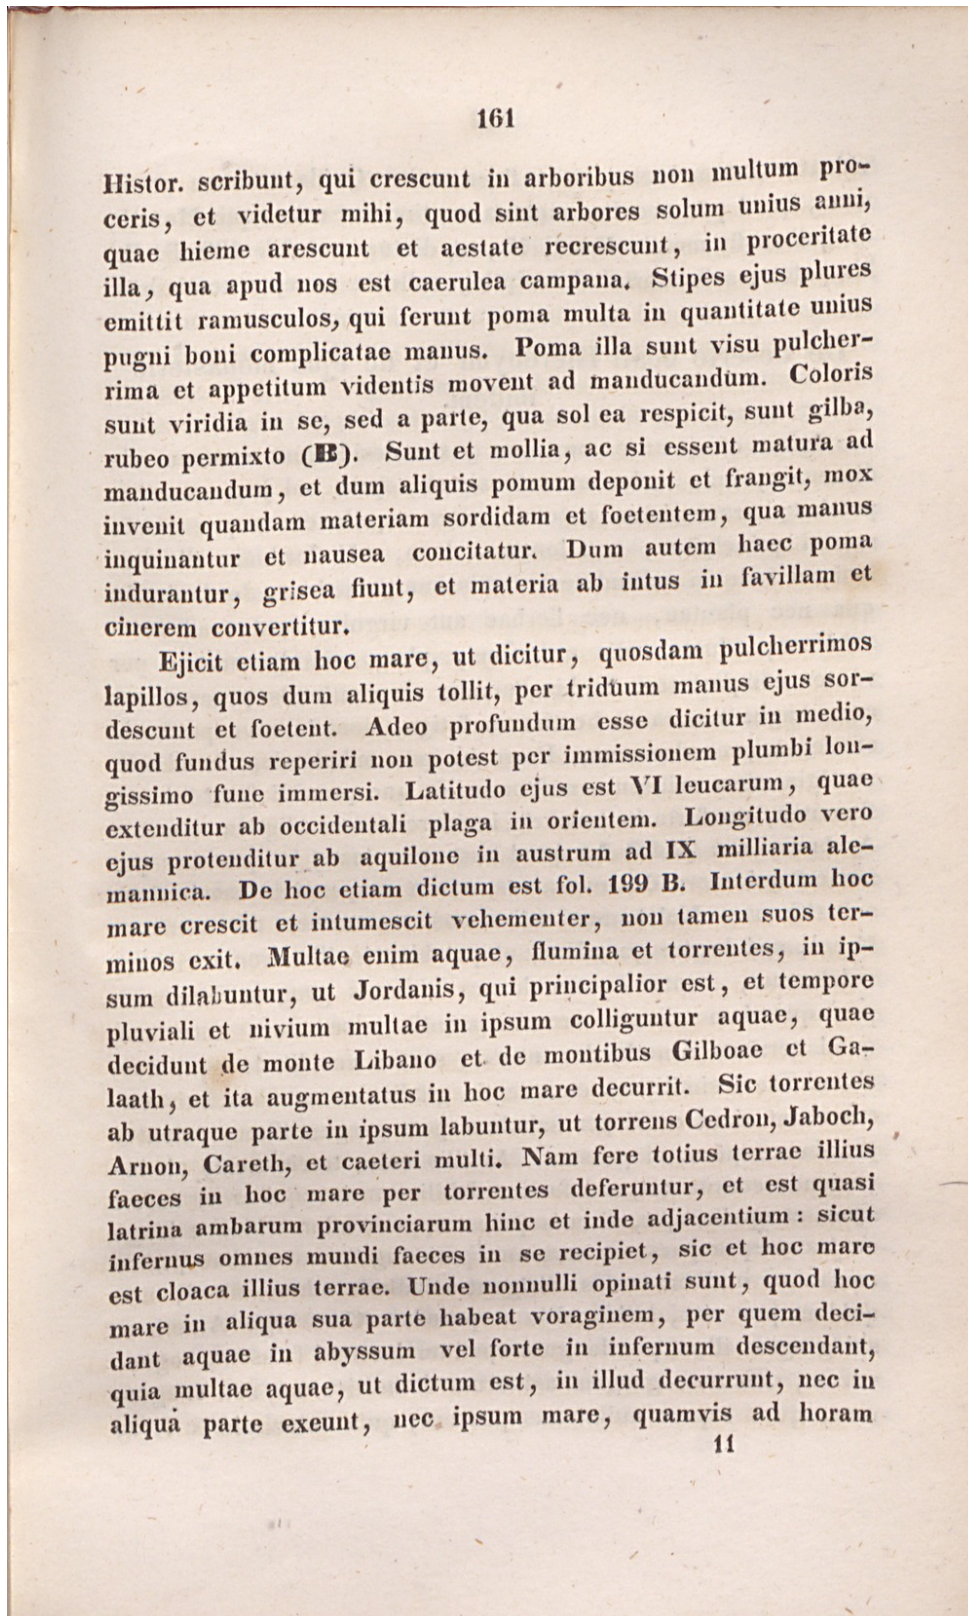 161
Histor. scribunt, qui crescunt in arboribus non multum pro-
ceris, et videtur mihi, quod sint arbores solum unius anni,
quae hieme arescunt et aestate recrescunt, in proceritate
illa, qua apud nos est caerulea campana. Stipes ejus plures
emittit ramusculos, qui ferunt poma multa in quantitate unius
pugni boni complicatae manus. Poma illa sunt visu pulcher-
rima et appetitum videntis movent ad manducandum. Coloris
sunt viridia in se, sed a parte, qua sol ea respicit, sunt gilba,
rubeo permixto (B). Sunt et mollia, ac si essent matura ad
manducandum, et dum aliquis pomum deponit et frangit, mox
invenit quandam materiam sordidam et foetentem, qua manus
inquinantur et nausea concitatur. Dum autem haec poma
indurantur, grisea fiunt, et materia ab intus in favillam et
cinerem convertitur.
Ejicit etiam hoc mare, ut dicitur, quosdam pulcherrimos
lapillos, quos dum aliquis tollit, per triduum manus ejus sor-
descunt et foetent. Adeo profundum esse dicitur in medio,
quod fundus reperiri non potest per immissionem plumbi lon-
gissimo fune immersi. Latitudo ejus est VI leucarum, quae
extenditur ab occidentali plaga in orientem. Longitudo vero
ejus protenditur ab aquilone in austrum ad IX milliaria ale-
mannica. De hoc etiam dictum est fol. 199 B. Interdum hoc
mare crescit et intumescit vehementer, non tamen suos ter-
minos exit. Multae enim aquae, flumina et torrentes, in ip-
sum dilabuntur, ut Jordanis, qui principalior est, et tempore
pluviali et nivium multae in ipsum colliguntur aquae, quae
decidunt de monte Libano et de montibus Gilboae et Ga-
laath, et ita augmentatus in hoc mare decurrit. Sic torrentes
ab utraque parte in ipsum labuntur, ut torrens Cedron, Jaboch,
Arnon, Careth, et caeteri multi. Nam fere totius terrae illius
faeces in hoc mare per torrentes deferuntur, et est quasi
latrina ambarum provinciarum hinc et inde adjacentium: sicut
infernus omnes mundi faeces in se recipiet, sic et hoc mare
est cloaca illius terrae. Unde nonnulli opinati sunt, quod hoc
mare in aliqua sua parte habeat voraginem, per quem deci-
dant aquae in abyssum vel forte in infernum descendant,
quia multae aquae, ut dictum est, in illud decurrunt, nec in
aliqua parte exeunt, nec ipsum mare, quamvis ad horam
11